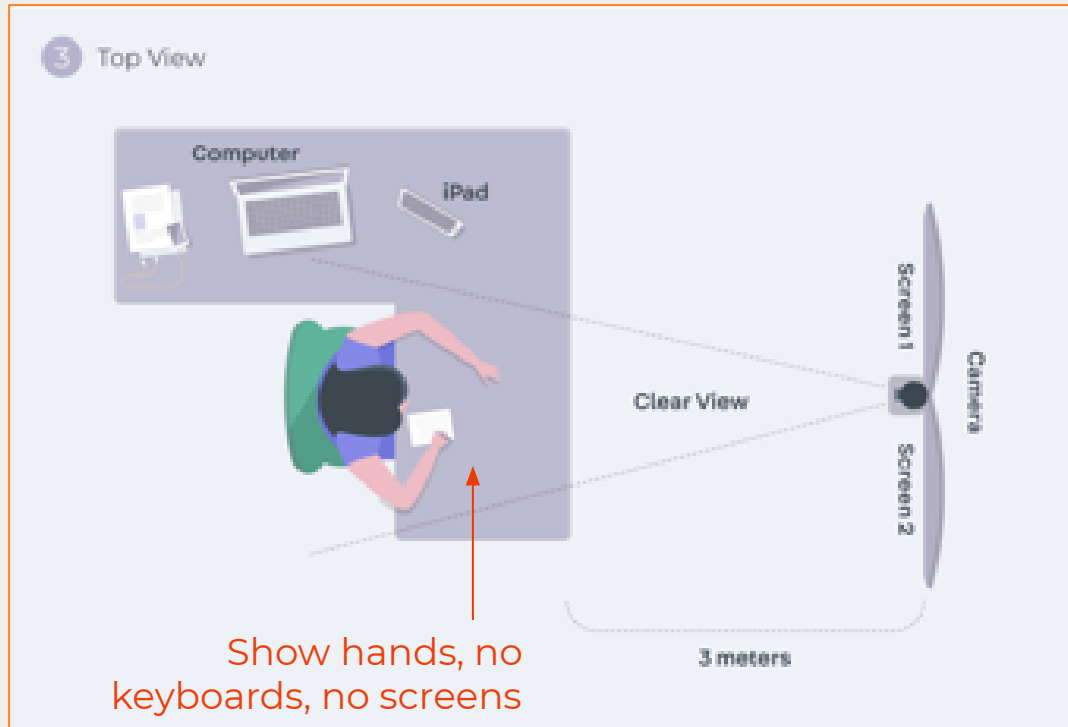 3 Top View
Computer
iPad
Screen 1
Camera
Clear View
Screen 2
3 meters
Show hands, no
keyboards, no screens